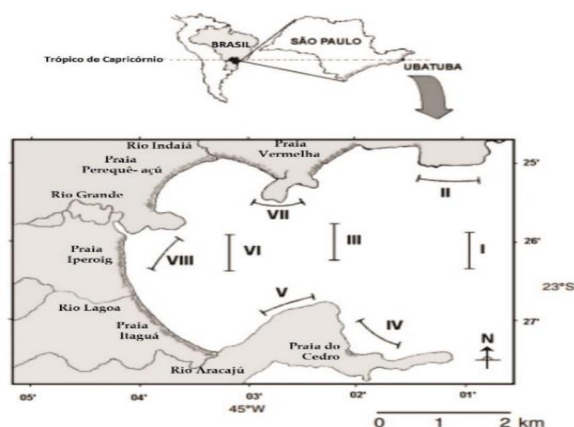 BRASIL
SÃO PAULO
Trópico de Capricórnio
UBATUBA
Rio Indaiá
Praia
Perequê- açú
Praia
Vermelha
25'
Rio Grande
II
VII
III
I
26'
Praia
Iperoig
VIII
VI
23°S
V
Rio Lagoa
IV
27'
Praia
Itaguá
Praia do
Cedro
N
Rio Aracajú
05'
04'
03'
02'
01'
45°W
0 1 2 km